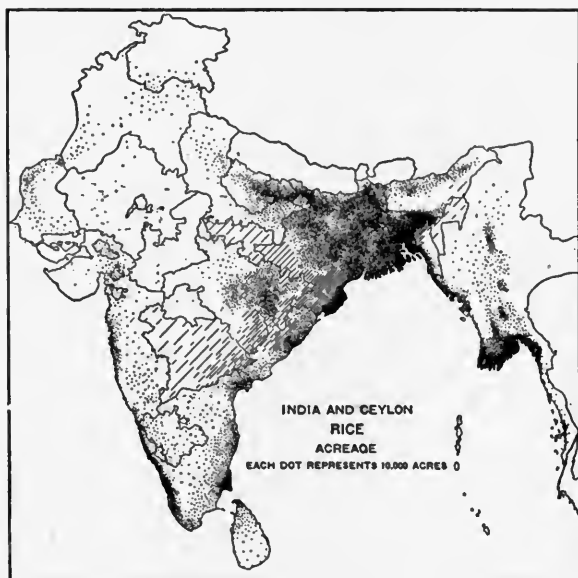 INDIA AND CEYLON
RICE
ACREAGE
EACH DOT REPRESENTS 10,000 ACRES